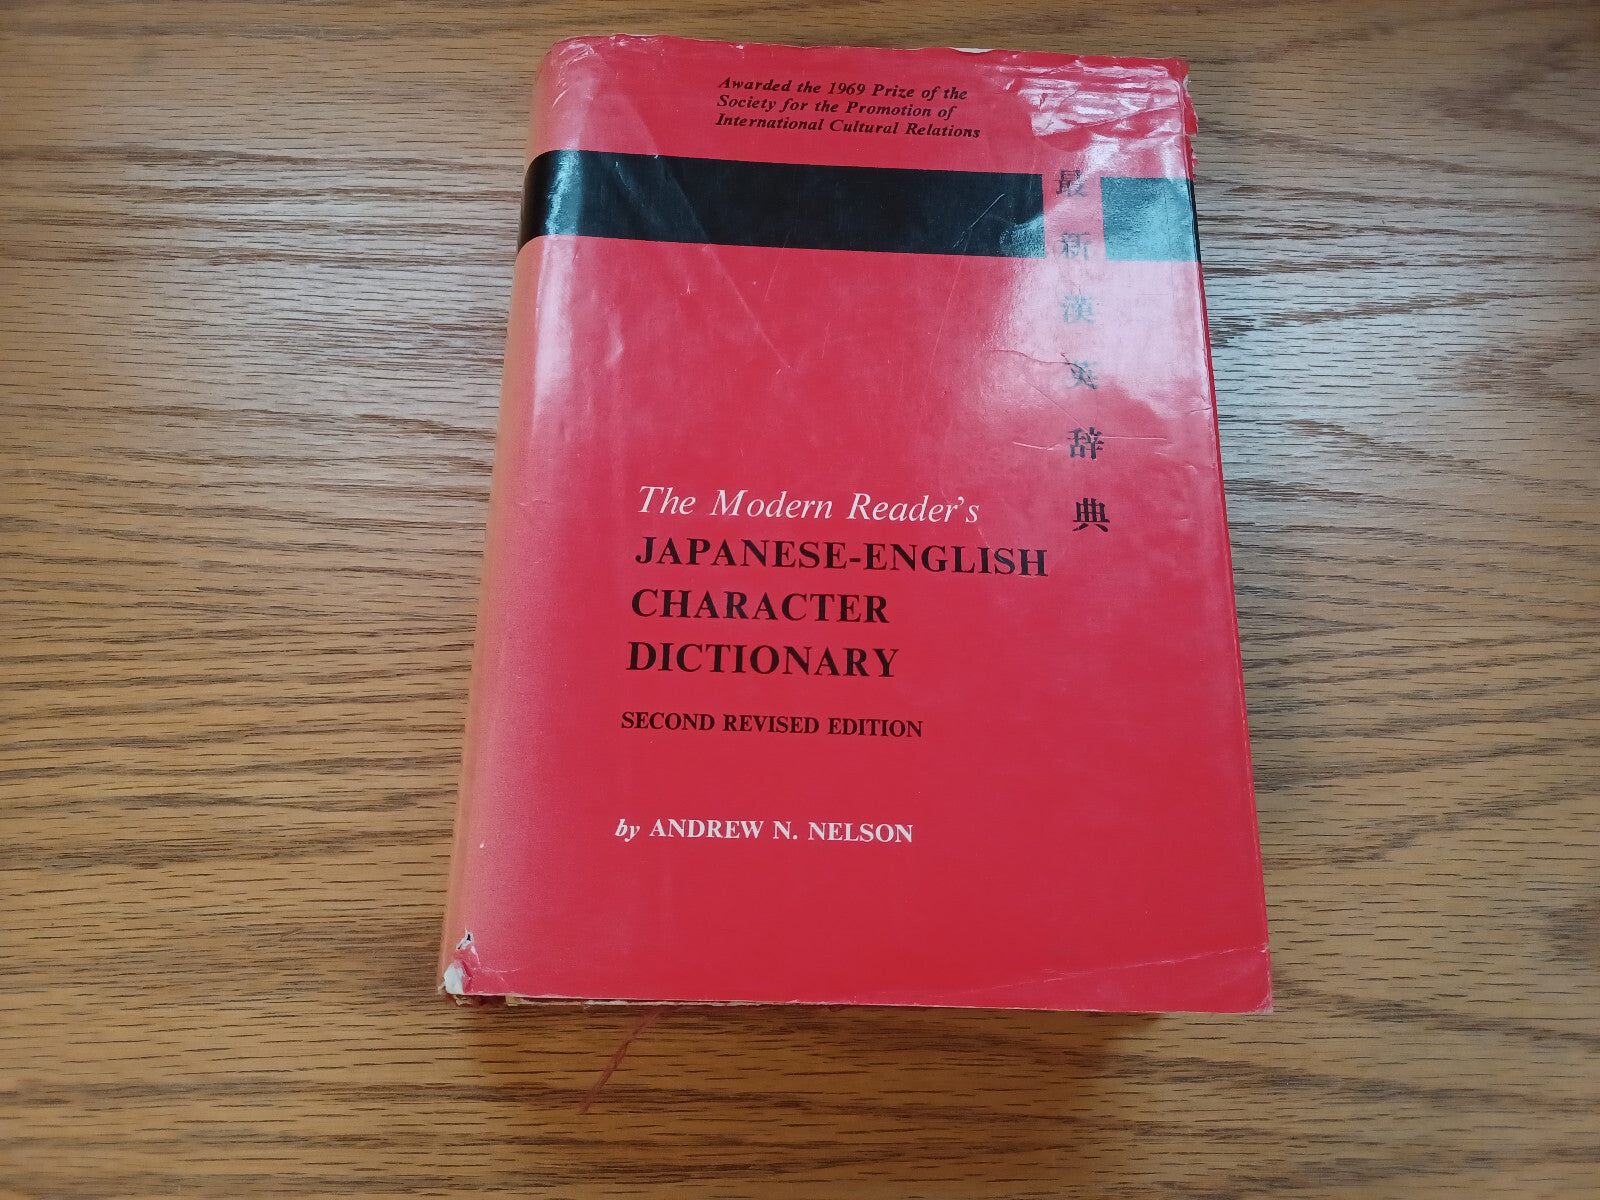 Awarded the 1969 Prize of the
Society for the Promotion of
International Cultural Relations
最新漢英辞典
The Modern Reader's
JAPANESE-ENGLISH
CHARACTER
DICTIONARY
SECOND REVISED EDITION
by ANDREW N. NELSON